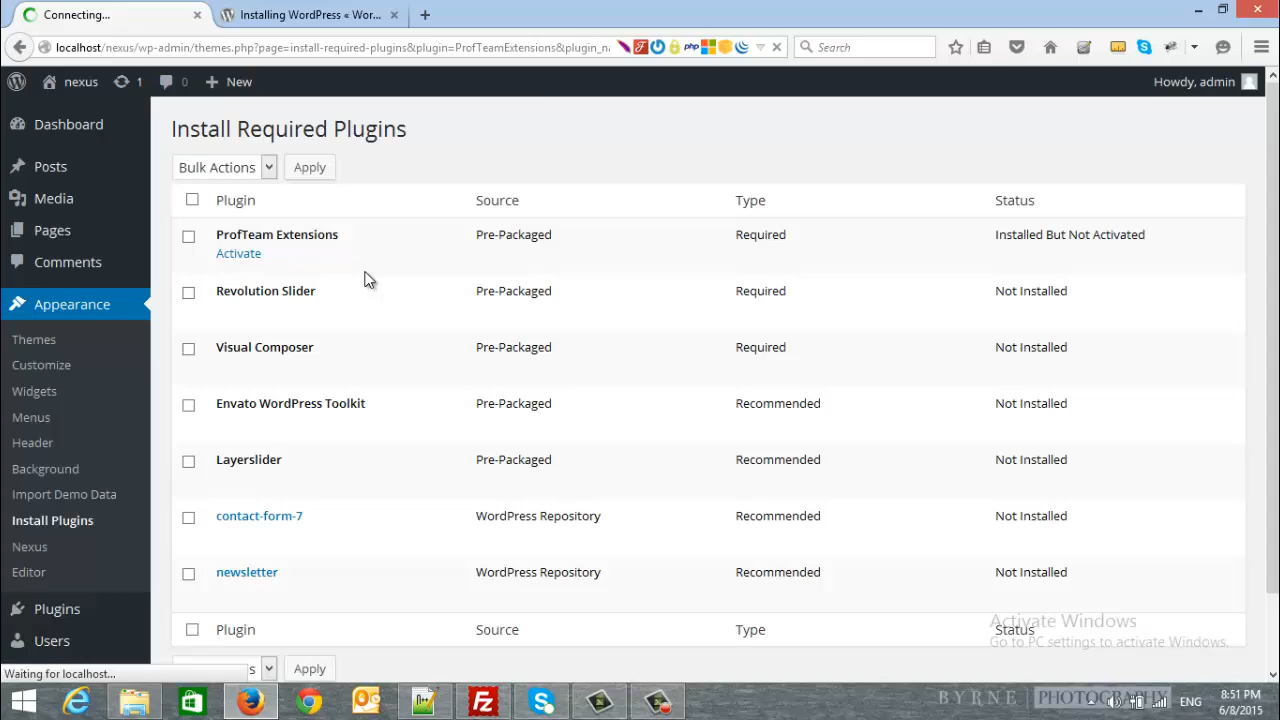 Connecting...
Installing WordPress « Wor...
localhost/nexus/wp-admin/themes.php?page=install-required-plugins&plugin=ProfTeamExtensions&plugin_na
Search
nexus
1
0
New
Howdy, admin
Dashboard
Posts
Media
Pages
Comments
Appearance
Themes
Customize
Widgets
Menus
Header
Background
Import Demo Data
Install Plugins
Nexus
Editor
Plugins
Users
Install Required Plugins
Bulk Actions
Apply
Plugin Source Type Status
ProfTeam Extensions Pre-Packaged Required Installed But Not Activated
Activate
Revolution Slider Pre-Packaged Required Not Installed
Visual Composer Pre-Packaged Required Not Installed
Envato WordPress Toolkit Pre-Packaged Recommended Not Installed
Layerslider Pre-Packaged Recommended Not Installed
contact-form-7 WordPress Repository Recommended Not Installed
newsletter WordPress Repository Recommended Not Installed
Plugin Source Type Status
Activate Windows
Go to PC settings to activate Windows.
s
Apply
Waiting for localhost...
BYRNE PHOTOGRAPHY
ENG
8:51 PM
6/8/2015